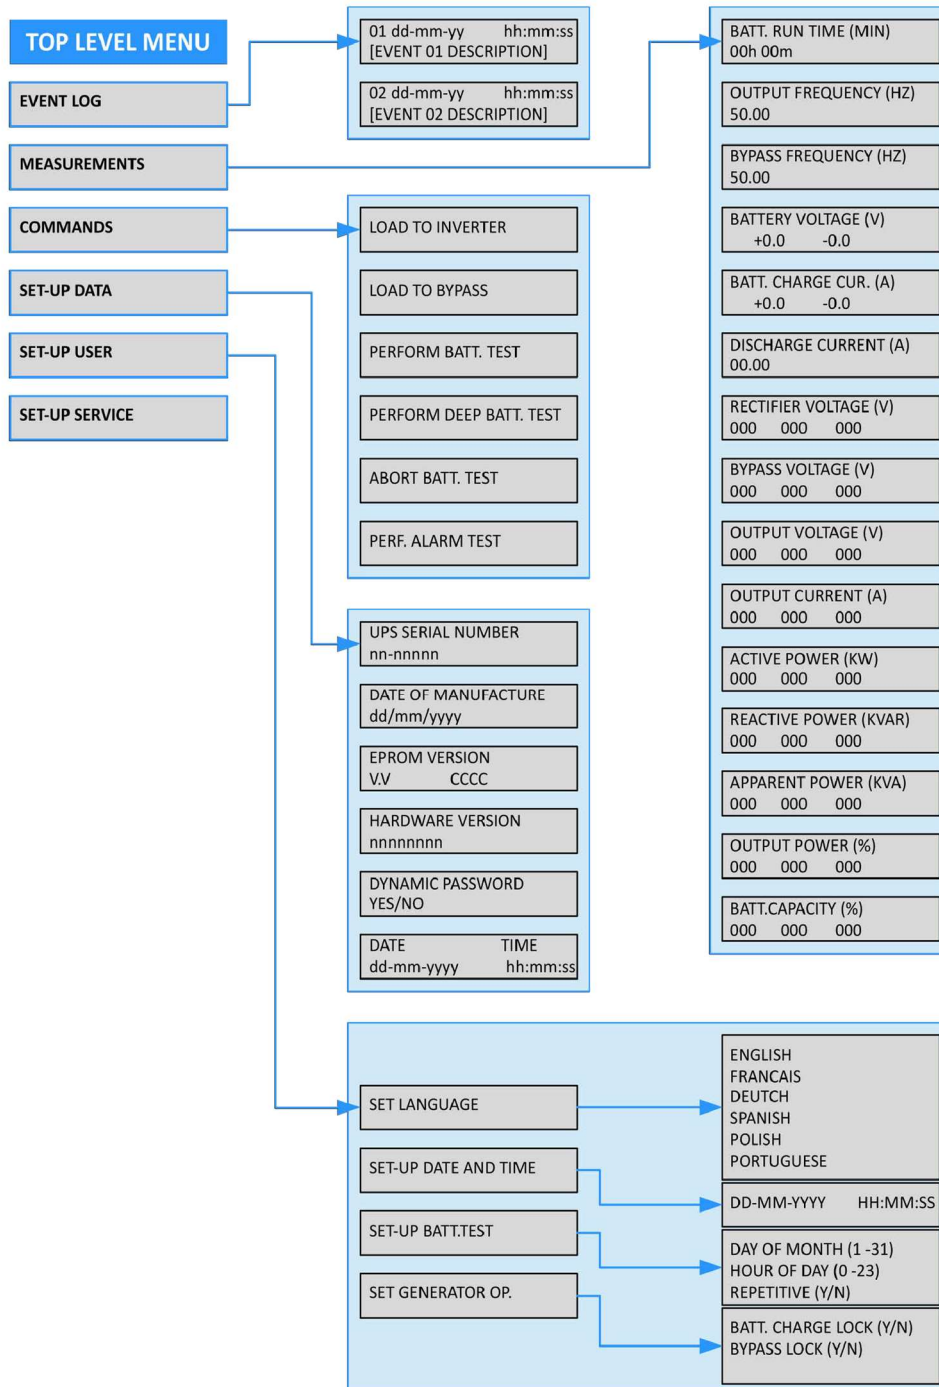 TOP LEVEL MENU
EVENT LOG
MEASUREMENTS
COMMANDS
SET-UP DATA
SET-UP USER
SET-UP SERVICE
01 dd-mm-yy hh:mm:ss
[EVENT 01 DESCRIPTION]
02 dd-mm-yy hh:mm:ss
[EVENT 02 DESCRIPTION]
LOAD TO INVERTER
LOAD TO BYPASS
PERFORM BATT. TEST
PERFORM DEEP BATT. TEST
ABORT BATT. TEST
PERF. ALARM TEST
UPS SERIAL NUMBER
nn-nnnnn
DATE OF MANUFACTURE
dd/mm/yyyy
EPROM VERSION
V.V CCCC
HARDWARE VERSION
nnnnnnnn
DYNAMIC PASSWORD
YES/NO
DATE TIME
dd-mm-yyyy hh:mm:ss
BATT. RUN TIME (MIN)
00h 00m
OUTPUT FREQUENCY (HZ)
50.00
BYPASS FREQUENCY (HZ)
50.00
BATTERY VOLTAGE (V)
+0.0 -0.0
BATT. CHARGE CUR. (A)
+0.0 -0.0
DISCHARGE CURRENT (A)
00.00
RECTIFIER VOLTAGE (V)
000 000 000
BYPASS VOLTAGE (V)
000 000 000
OUTPUT VOLTAGE (V)
000 000 000
OUTPUT CURRENT (A)
000 000 000
ACTIVE POWER (KW)
000 000 000
REACTIVE POWER (KVAR)
000 000 000
APPARENT POWER (KVA)
000 000 000
OUTPUT POWER (%)
000 000 000
BATT.CAPACITY (%)
000 000 000
SET LANGUAGE
SET-UP DATE AND TIME
SET-UP BATT.TEST
SET GENERATOR OP.
ENGLISH
FRANCAIS
DEUTCH
SPANISH
POLISH
PORTUGUESE
DD-MM-YYYY HH:MM:SS
DAY OF MONTH (1 -31)
HOUR OF DAY (0 -23)
REPETITIVE (Y/N)
BATT. CHARGE LOCK (Y/N)
BYPASS LOCK (Y/N)